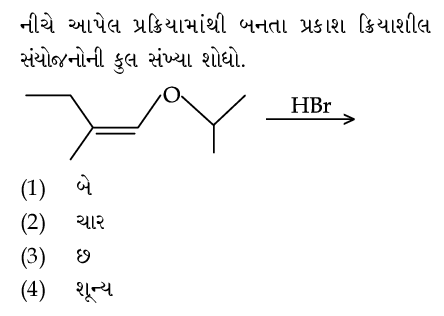 નીચે આપેલ પ્રક્રિયામાંથી બનતા પ્રકાશ ક્રિયાશીલ
સંયોજનોની કુલ સંખ્યા શોધો.
O
HBr
(1) બે
(2) ચાર
(3) છ
(4) શૂન્ય